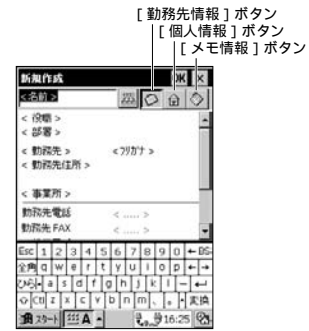 [ 勤務先情報 ] ボタン
[ 個人情報 ] ボタン
[ メモ情報 ] ボタン
新規作成 OK ×
<名前>
< 役職 >
< 部署 >
< 勤務先 > <フリガナ >
< 勤務先住所 >
< 事業所 >
勤務先電話 < ..... >
勤務先 FAX < ..... >
Esc 1 2 3 4 5 6 7 8 9 0 - BS
全角 q w e r t y u i o p
ひら a s d f g h j k l -
Ctl z x c v b n m 、 。 変換
スタート A 16:25